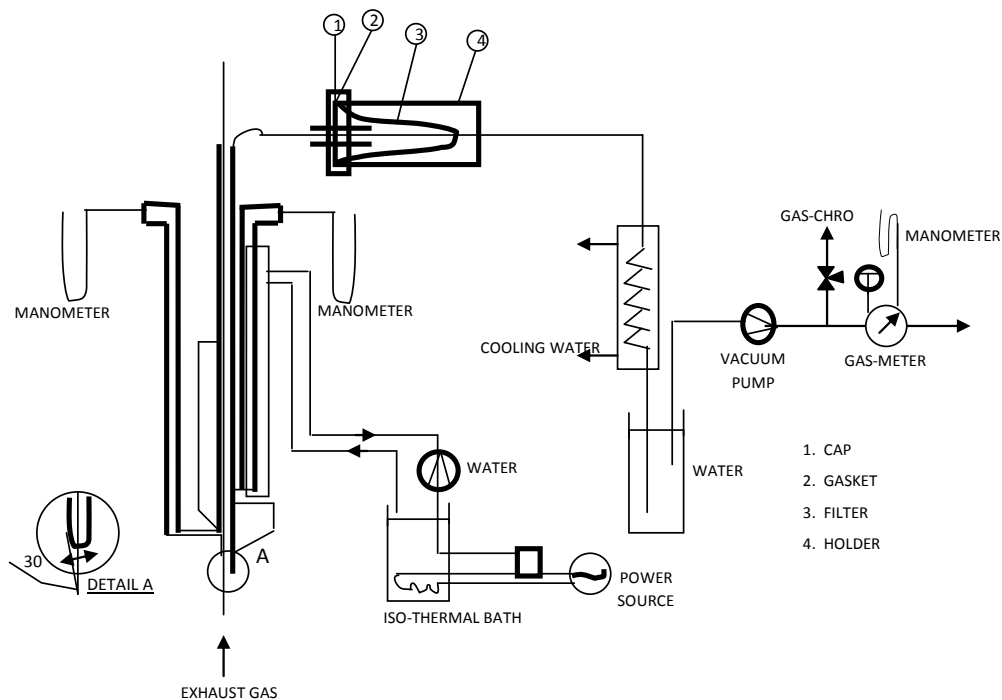 1
2
3
4
GAS-CHRO
MANOMETER
MANOMETER
MANOMETER
COOLING WATER
VACUUM
PUMP
GAS-METER
1. CAP
2. GASKET
3. FILTER
4. HOLDER
WATER
WATER
30
DETAIL A
A
POWER
SOURCE
ISO-THERMAL BATH
EXHAUST GAS